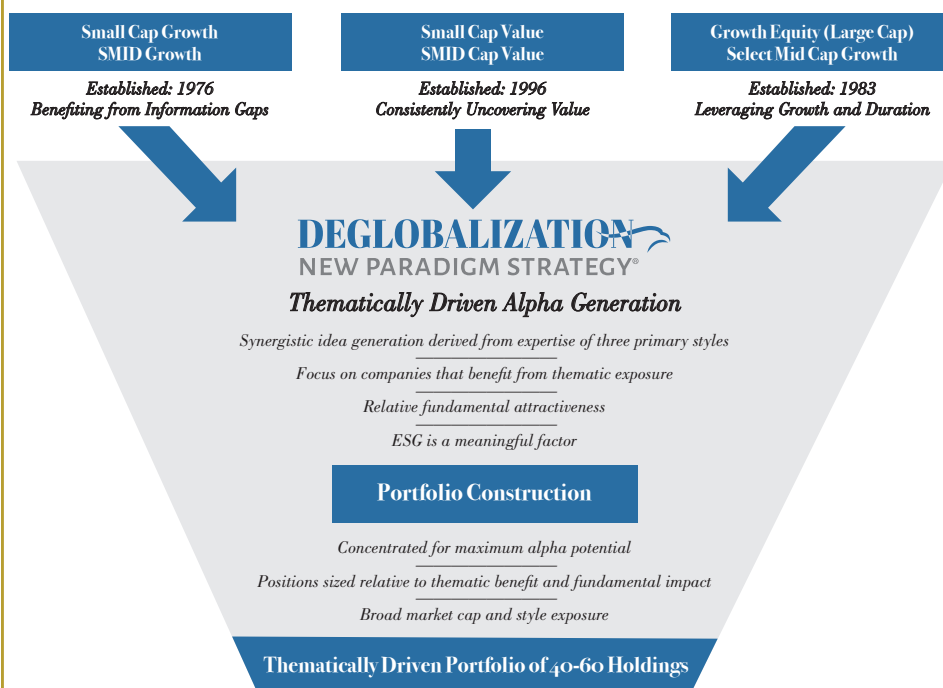 Small Cap Growth
SMID Growth
Established: 1976
Benefiting from Information Gaps
Small Cap Value
SMID Cap Value
Established: 1996
Consistently Uncovering Value
Growth Equity (Large Cap)
Select Mid Cap Growth
Established: 1983
Leveraging Growth and Duration
DEGLOBALIZATION
NEW PARADIGM STRATEGY®
Thematically Driven Alpha Generation
Synergistic idea generation derived from expertise of three primary styles
Focus on companies that benefit from thematic exposure
Relative fundamental attractiveness
ESG is a meaningful factor
Portfolio Construction
Concentrated for maximum alpha potential
Positions sized relative to thematic benefit and fundamental impact
Broad market cap and style exposure
Thematically Driven Portfolio of 40-60 Holdings